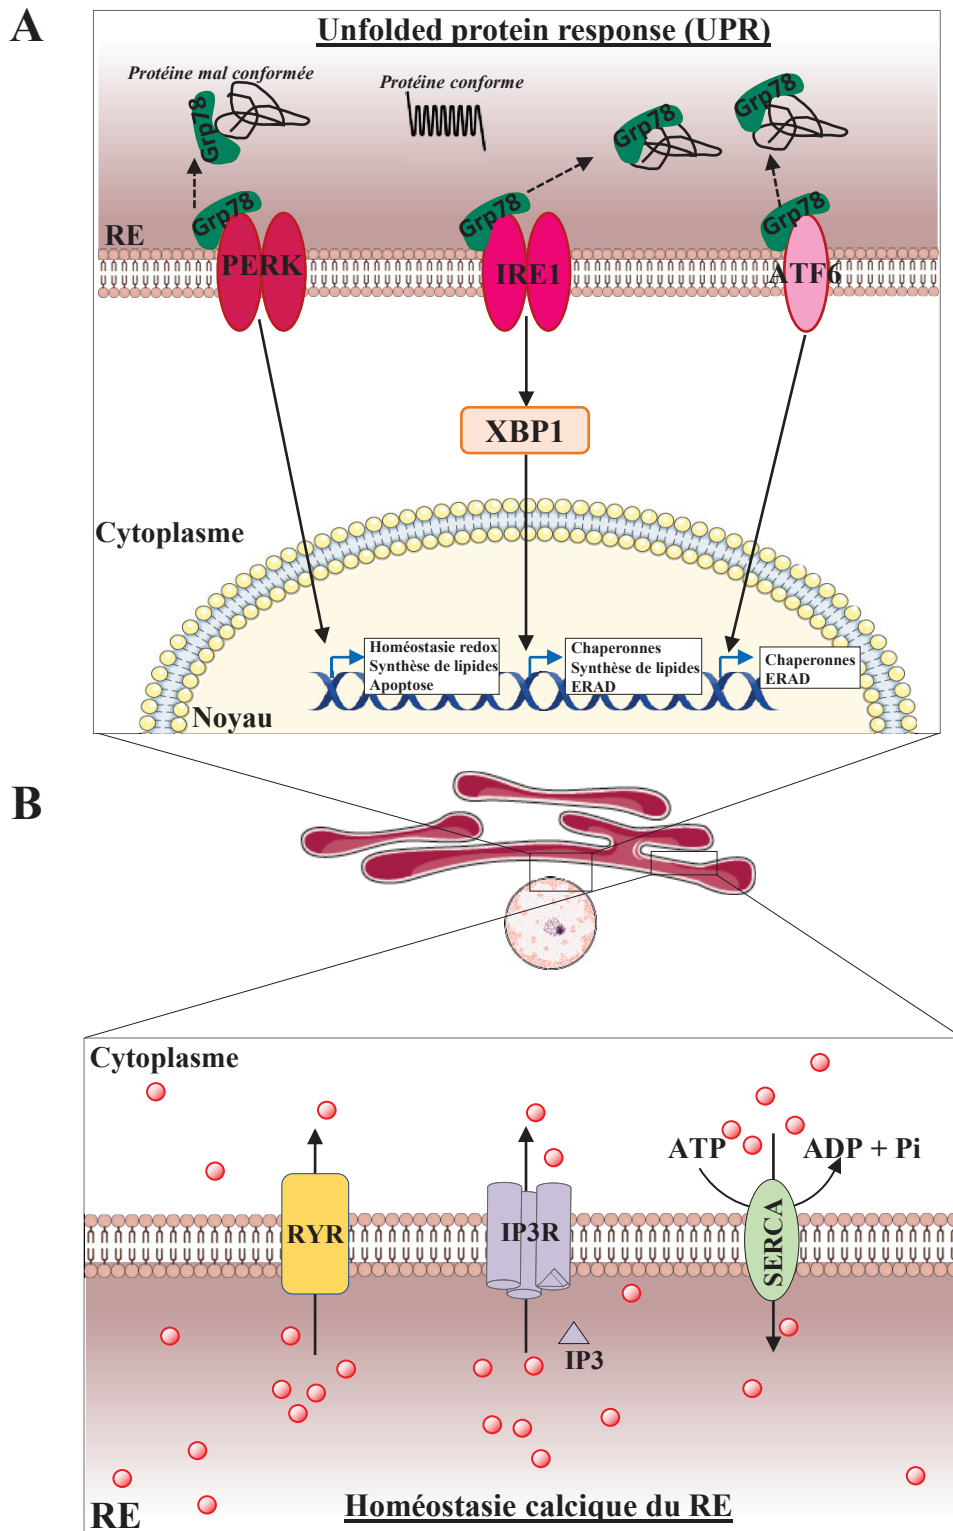 A
Unfolded protein response (UPR)
Protéine mal conformée
Protéine conforme
Grp78
Grp78
Grp78
Grp78
Grp78
Grp78
RE
PERK
IRE1
ATF6
XBP1
Cytoplasme
Homéostasie redox
Synthèse de lipides
Apoptose
Chaperonnes
Synthèse de lipides
ERAD
Chaperonnes
ERAD
Noyau
B
Cytoplasme
ATP
ADP + Pi
RYR
IP3R
SERCA
IP3
RE
Homéostasie calcique du RE